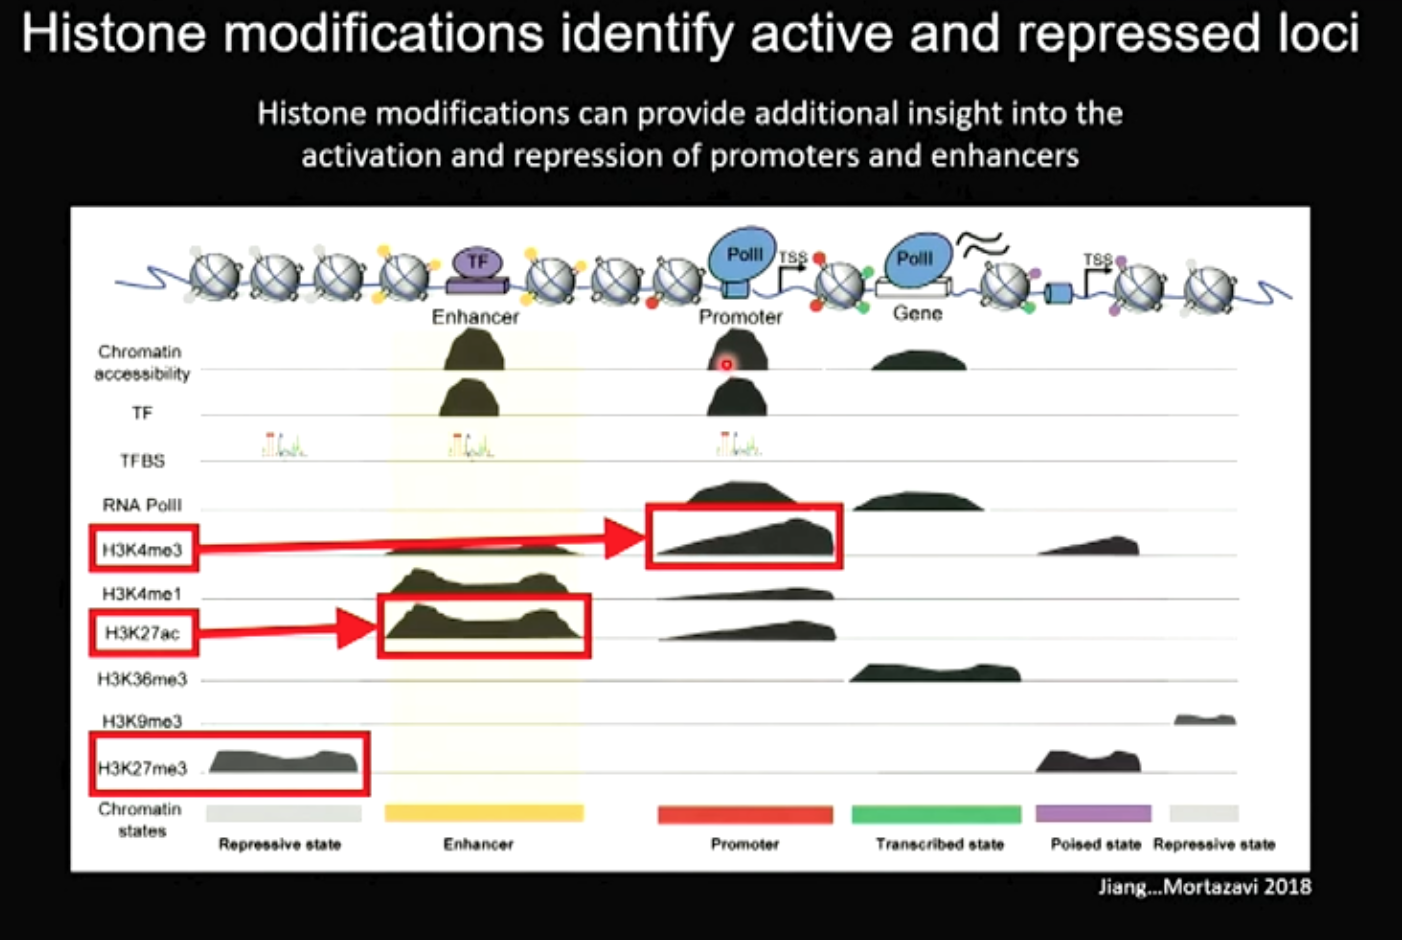 Histone modifications identify active and repressed loci
Histone modifications can provide additional insight into the
activation and repression of promoters and enhancers
TF
PolII
TSS
PolII
TSS
Enhancer
Promoter
Gene
Chromatin
accessibility
TF
TFBS
RNA PolII
H3K4me3
H3K4me1
H3K27ac
H3K36me3
H3K9me3
H3K27me3
Chromatin
states
Repressive state
Enhancer
Promoter
Transcribed state
Poised state
Repressive state
Jiang...Mortazavi 2018